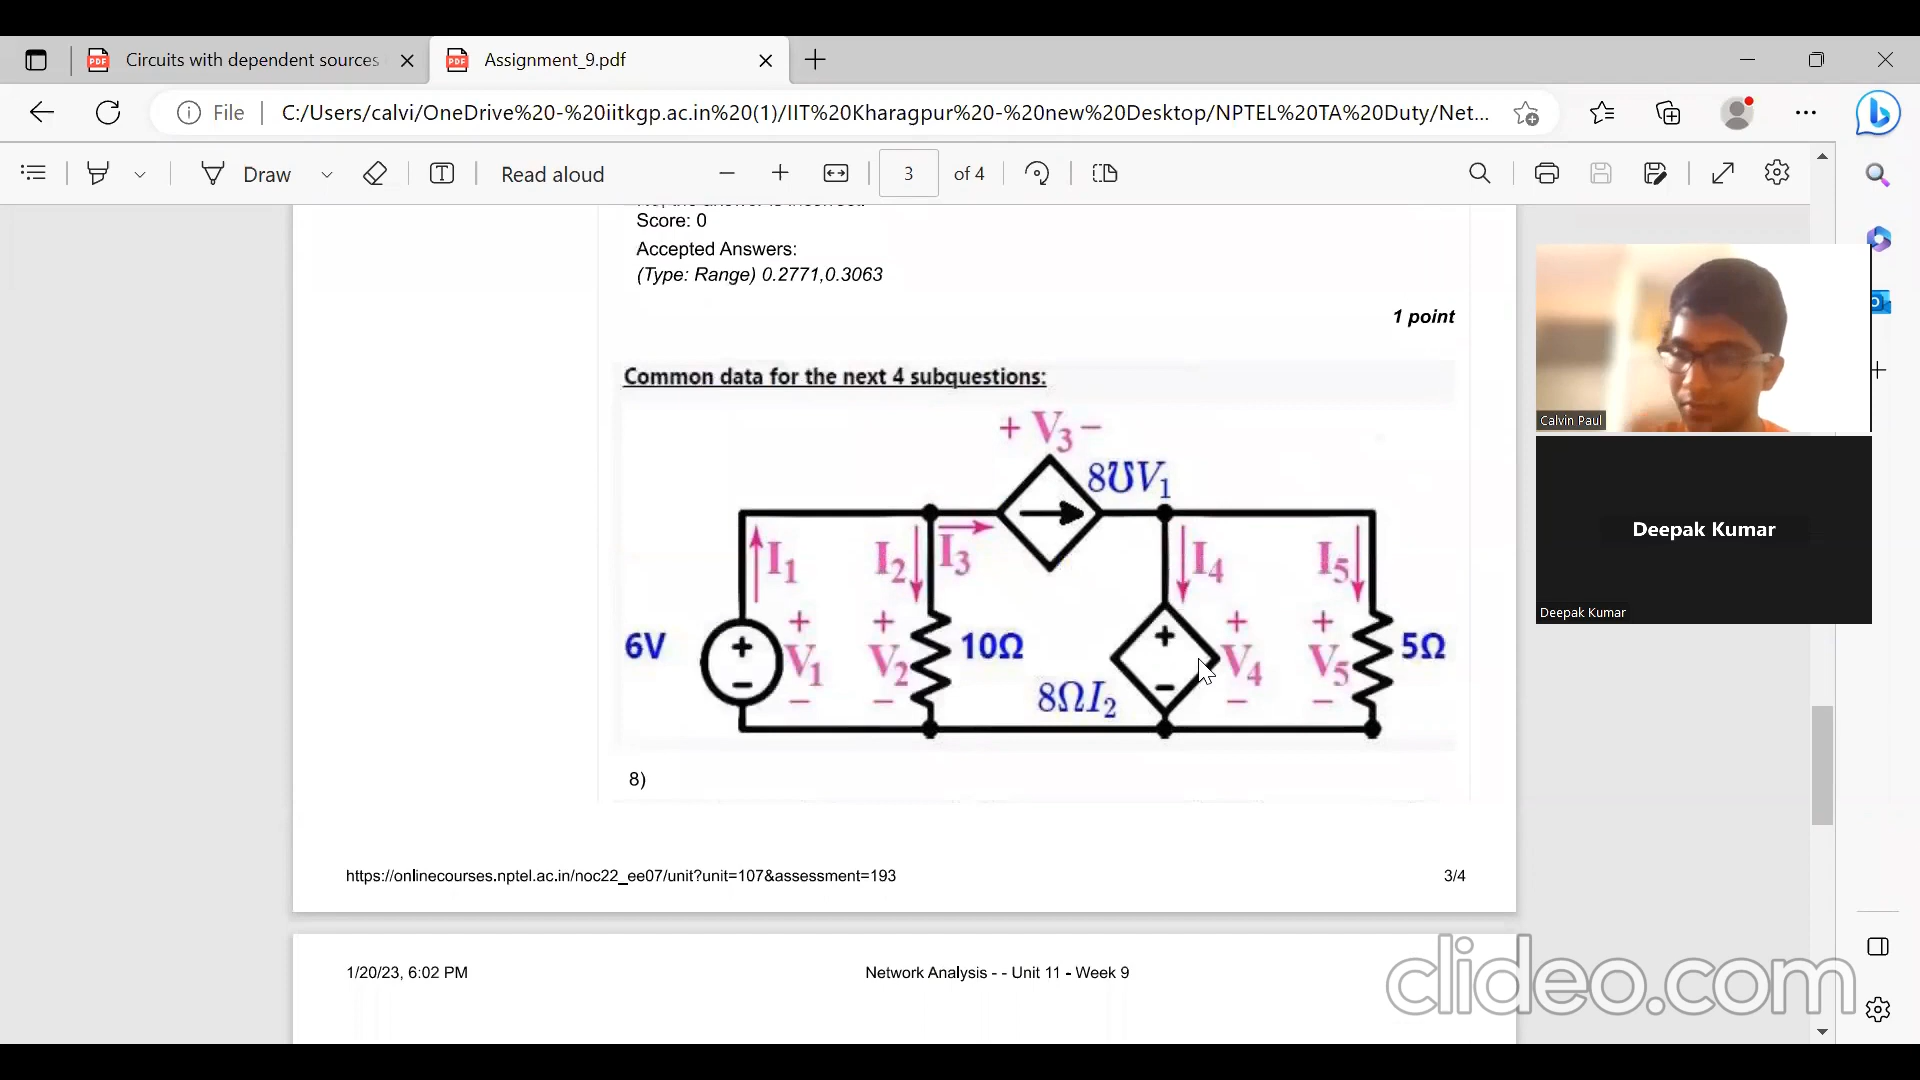 Circuits with dependent sources
Assignment_9.pdf
File
C:/Users/calvi/OneDrive%20-%20iitkgp.ac.in%20(1)/IIT%20Kharagpur%20-%20new%20Desktop/NPTEL%20TA%20Duty/Net...
Draw
Read aloud
3
of 4
Score: 0
Accepted Answers:
(Type: Range) 0.2771,0.3063
1 point
Common data for the next 4 subquestions:
+ V3 −
8℧V1
I1
I2
I3
I4
I5
6V
+ V1 −
+ V2 −
10Ω
8ΩI2
+ V4 −
+ V5 −
5Ω
8)
https://onlinecourses.nptel.ac.in/noc22_ee07/unit?unit=107&assessment=193
3/4
1/20/23, 6:02 PM
Network Analysis - - Unit 11 - Week 9
Calvin Paul
Deepak Kumar
Deepak Kumar
clideo.com